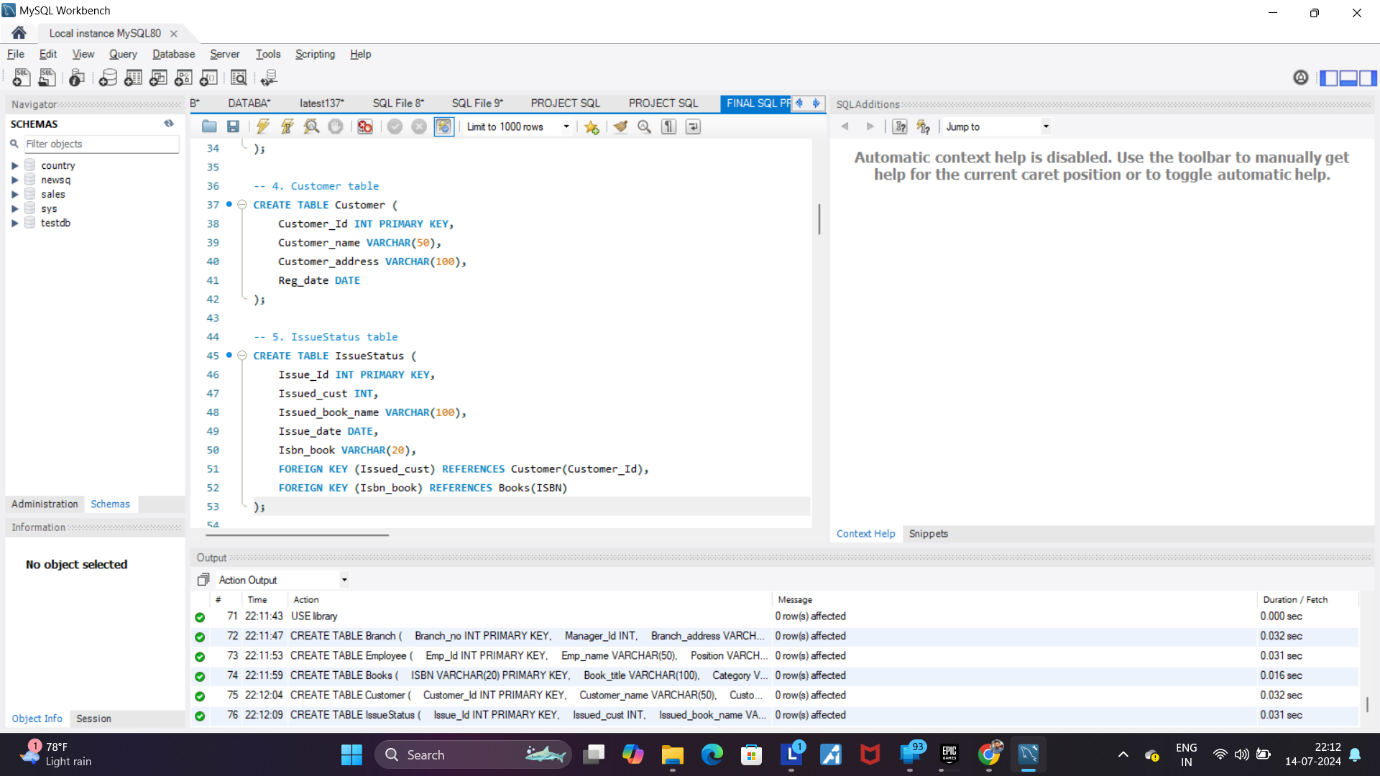 MySQL Workbench
Local instance MySQL80
File Edit View Query Database Server Tools Scripting Help
Navigator
SCHEMAS
Filter objects
country
newsq
sales
sys
testdb
Administration Schemas
Information
No object selected
Object Info Session
B* DATABA* latest137* SQL File 8* SQL File 9* PROJECT SQL PROJECT SQL FINAL SQL PR
Limit to 1000 rows
34 );
35
36 -- 4. Customer table
37 CREATE TABLE Customer (
38 Customer_Id INT PRIMARY KEY,
39 Customer_name VARCHAR(50),
40 Customer_address VARCHAR(100),
41 Reg_date DATE
42 );
43
44 -- 5. IssueStatus table
45 CREATE TABLE IssueStatus (
46 Issue_Id INT PRIMARY KEY,
47 Issued_cust INT,
48 Issued_book_name VARCHAR(100),
49 Issue_date DATE,
50 Isbn_book VARCHAR(20),
51 FOREIGN KEY (Issued_cust) REFERENCES Customer(Customer_Id),
52 FOREIGN KEY (Isbn_book) REFERENCES Books(ISBN)
53 );
54
SQLAdditions
Jump to
Automatic context help is disabled. Use the toolbar to manually get
help for the current caret position or to toggle automatic help.
Context Help Snippets
Output
Action Output
# Time Action Message Duration / Fetch
71 22:11:43 USE library 0 row(s) affected 0.000 sec
72 22:11:47 CREATE TABLE Branch ( Branch_no INT PRIMARY KEY, Manager_Id INT, Branch_address VARCH... 0 row(s) affected 0.032 sec
73 22:11:53 CREATE TABLE Employee ( Emp_Id INT PRIMARY KEY, Emp_name VARCHAR(50), Position VARCH... 0 row(s) affected 0.031 sec
74 22:11:59 CREATE TABLE Books ( ISBN VARCHAR(20) PRIMARY KEY, Book_title VARCHAR(100), Category V... 0 row(s) affected 0.016 sec
75 22:12:04 CREATE TABLE Customer ( Customer_Id INT PRIMARY KEY, Customer_name VARCHAR(50), Custo... 0 row(s) affected 0.032 sec
76 22:12:09 CREATE TABLE IssueStatus ( Issue_Id INT PRIMARY KEY, Issued_cust INT, Issued_book_name VA... 0 row(s) affected 0.031 sec
1 78°F
Light rain
Search
1
93
EPIC GAMES
ENG
IN
22:12
14-07-2024